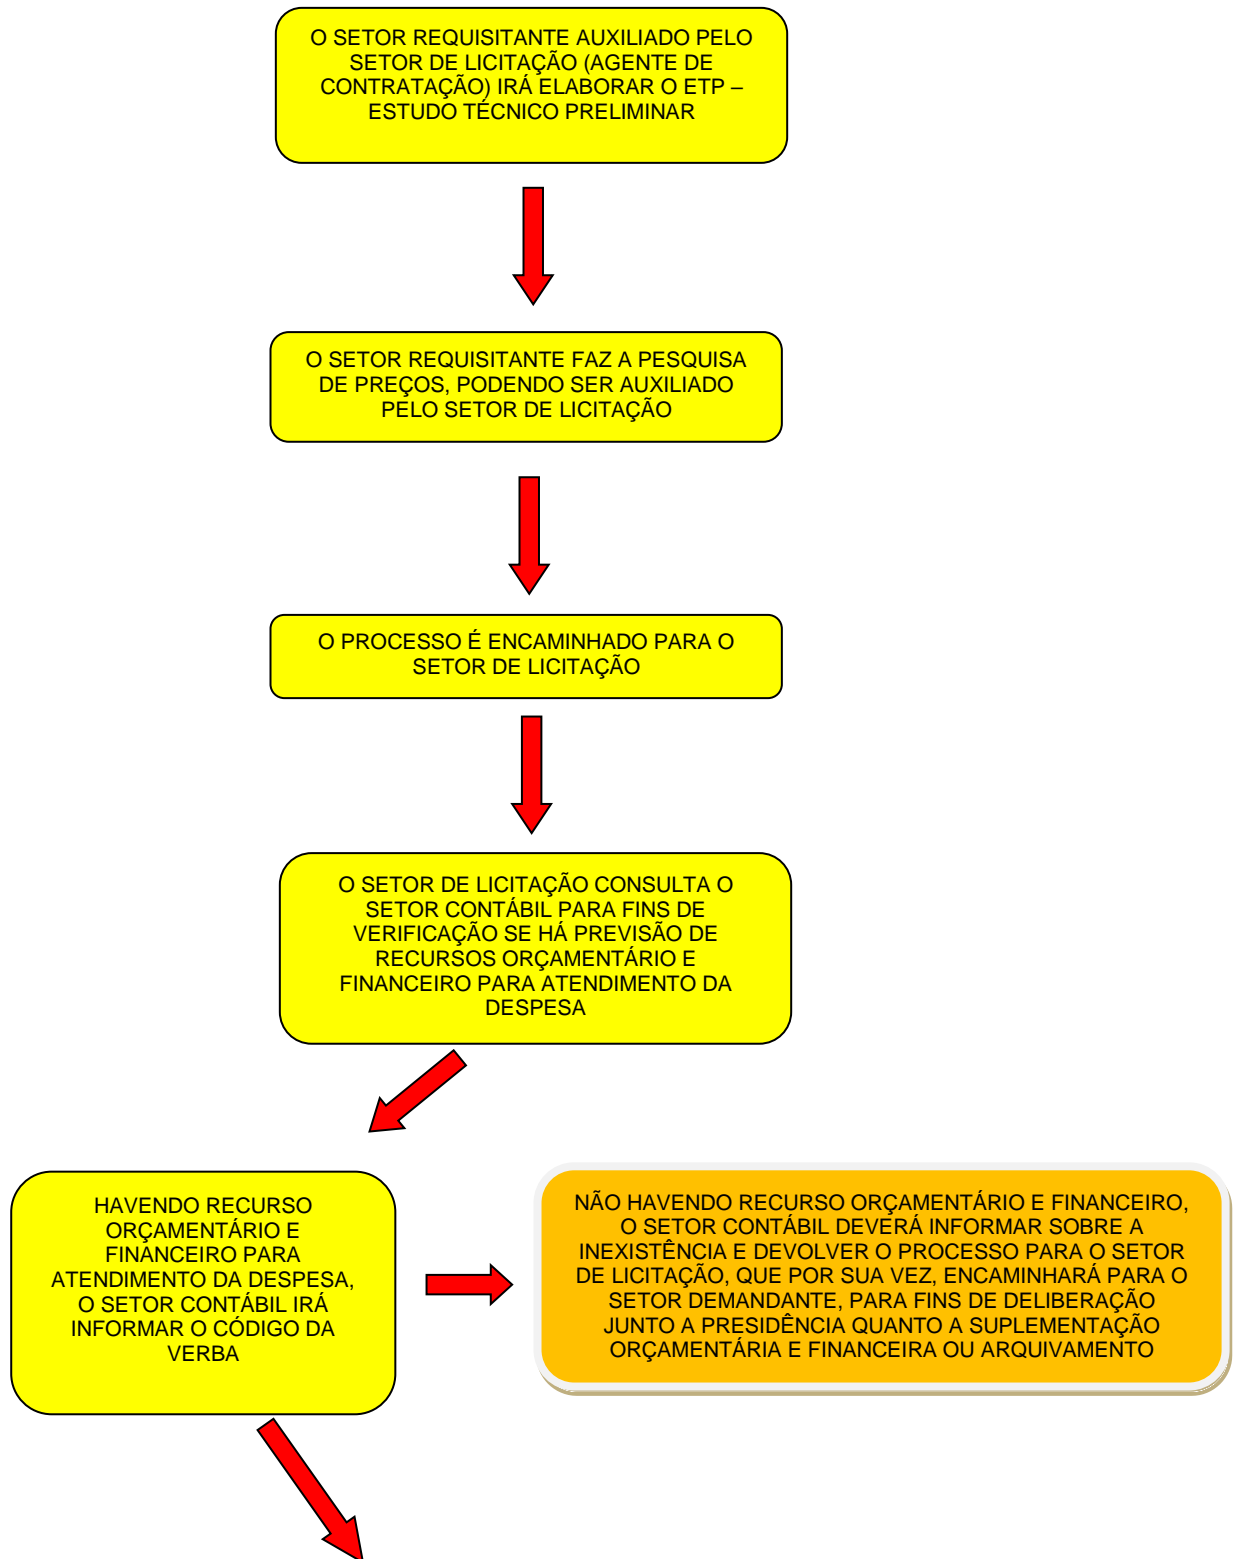 O SETOR REQUISITANTE AUXILIADO PELO
SETOR DE LICITAÇÃO (AGENTE DE
CONTRATAÇÃO) IRÁ ELABORAR O ETP –
ESTUDO TÉCNICO PRELIMINAR
O SETOR REQUISITANTE FAZ A PESQUISA
DE PREÇOS, PODENDO SER AUXILIADO
PELO SETOR DE LICITAÇÃO
O PROCESSO É ENCAMINHADO PARA O
SETOR DE LICITAÇÃO
O SETOR DE LICITAÇÃO CONSULTA O
SETOR CONTÁBIL PARA FINS DE
VERIFICAÇÃO SE HÁ PREVISÃO DE
RECURSOS ORÇAMENTÁRIO E
FINANCEIRO PARA ATENDIMENTO DA
DESPESA
HAVENDO RECURSO
ORÇAMENTÁRIO E
FINANCEIRO PARA
ATENDIMENTO DA DESPESA,
O SETOR CONTÁBIL IRÁ
INFORMAR O CÓDIGO DA
VERBA
NÃO HAVENDO RECURSO ORÇAMENTÁRIO E FINANCEIRO,
O SETOR CONTÁBIL DEVERÁ INFORMAR SOBRE A
INEXISTÊNCIA E DEVOLVER O PROCESSO PARA O SETOR
DE LICITAÇÃO, QUE POR SUA VEZ, ENCAMINHARÁ PARA O
SETOR DEMANDANTE, PARA FINS DE DELIBERAÇÃO
JUNTO A PRESIDÊNCIA QUANTO A SUPLEMENTAÇÃO
ORÇAMENTÁRIA E FINANCEIRA OU ARQUIVAMENTO